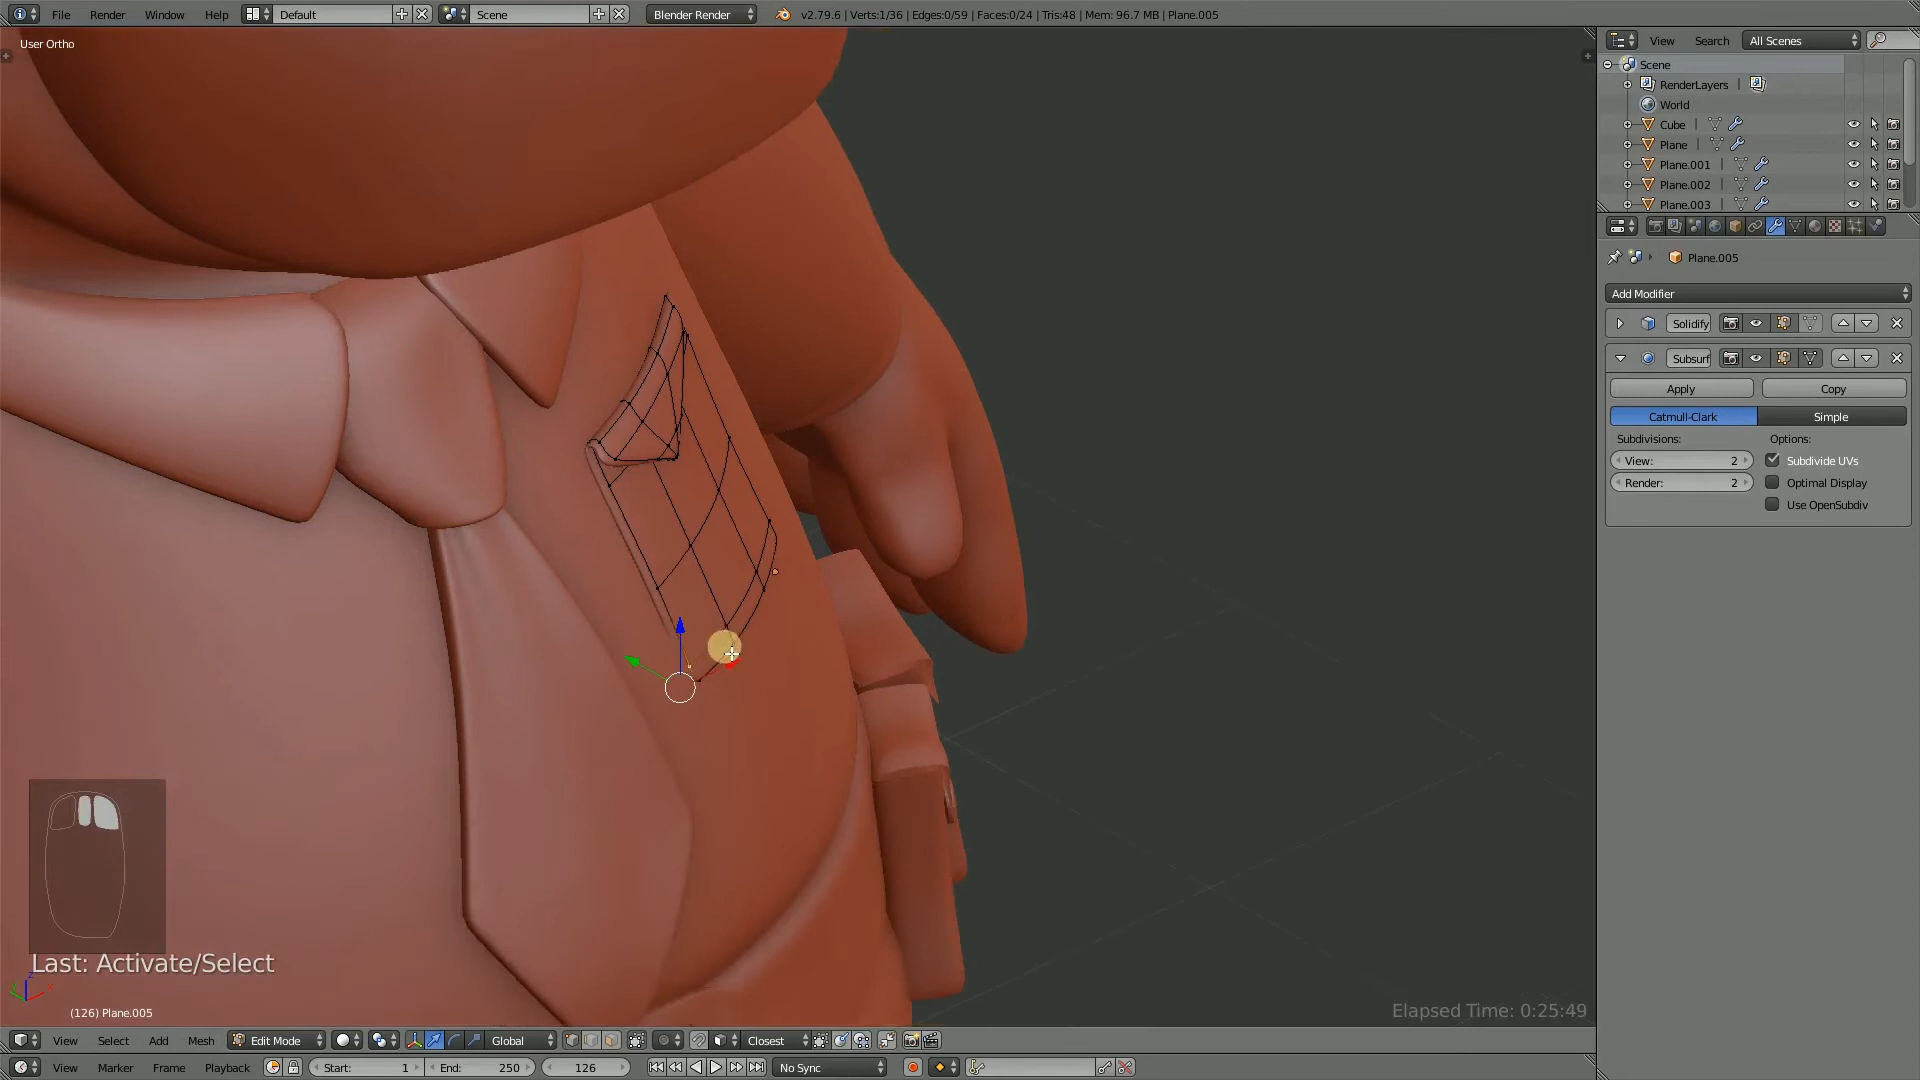 File Render Window Help Default Scene Blender Render v2.79.6 | Verts:1/36 | Edges:0/59 | Faces:0/24 | Tris:48 | Mem: 96.7 MB | Plane.005
User Ortho
View Search All Scenes
Scene
RenderLayers |
World
Cube |
Plane |
Plane.001 |
Plane.002 |
Plane.003 |
Plane.005
Add Modifier
Solidify
Subsurf
Apply Copy
Catmull-Clark Simple
Subdivisions: Options:
View: 2 Subdivide UVs
Render: 2 Optimal Display
Use OpenSubdiv
Last: Activate/Select
(126) Plane.005
Elapsed Time: 0:25:49
View Select Add Mesh Edit Mode Global Closest
View Marker Frame Playback Start: 1 End: 250 126 No Sync